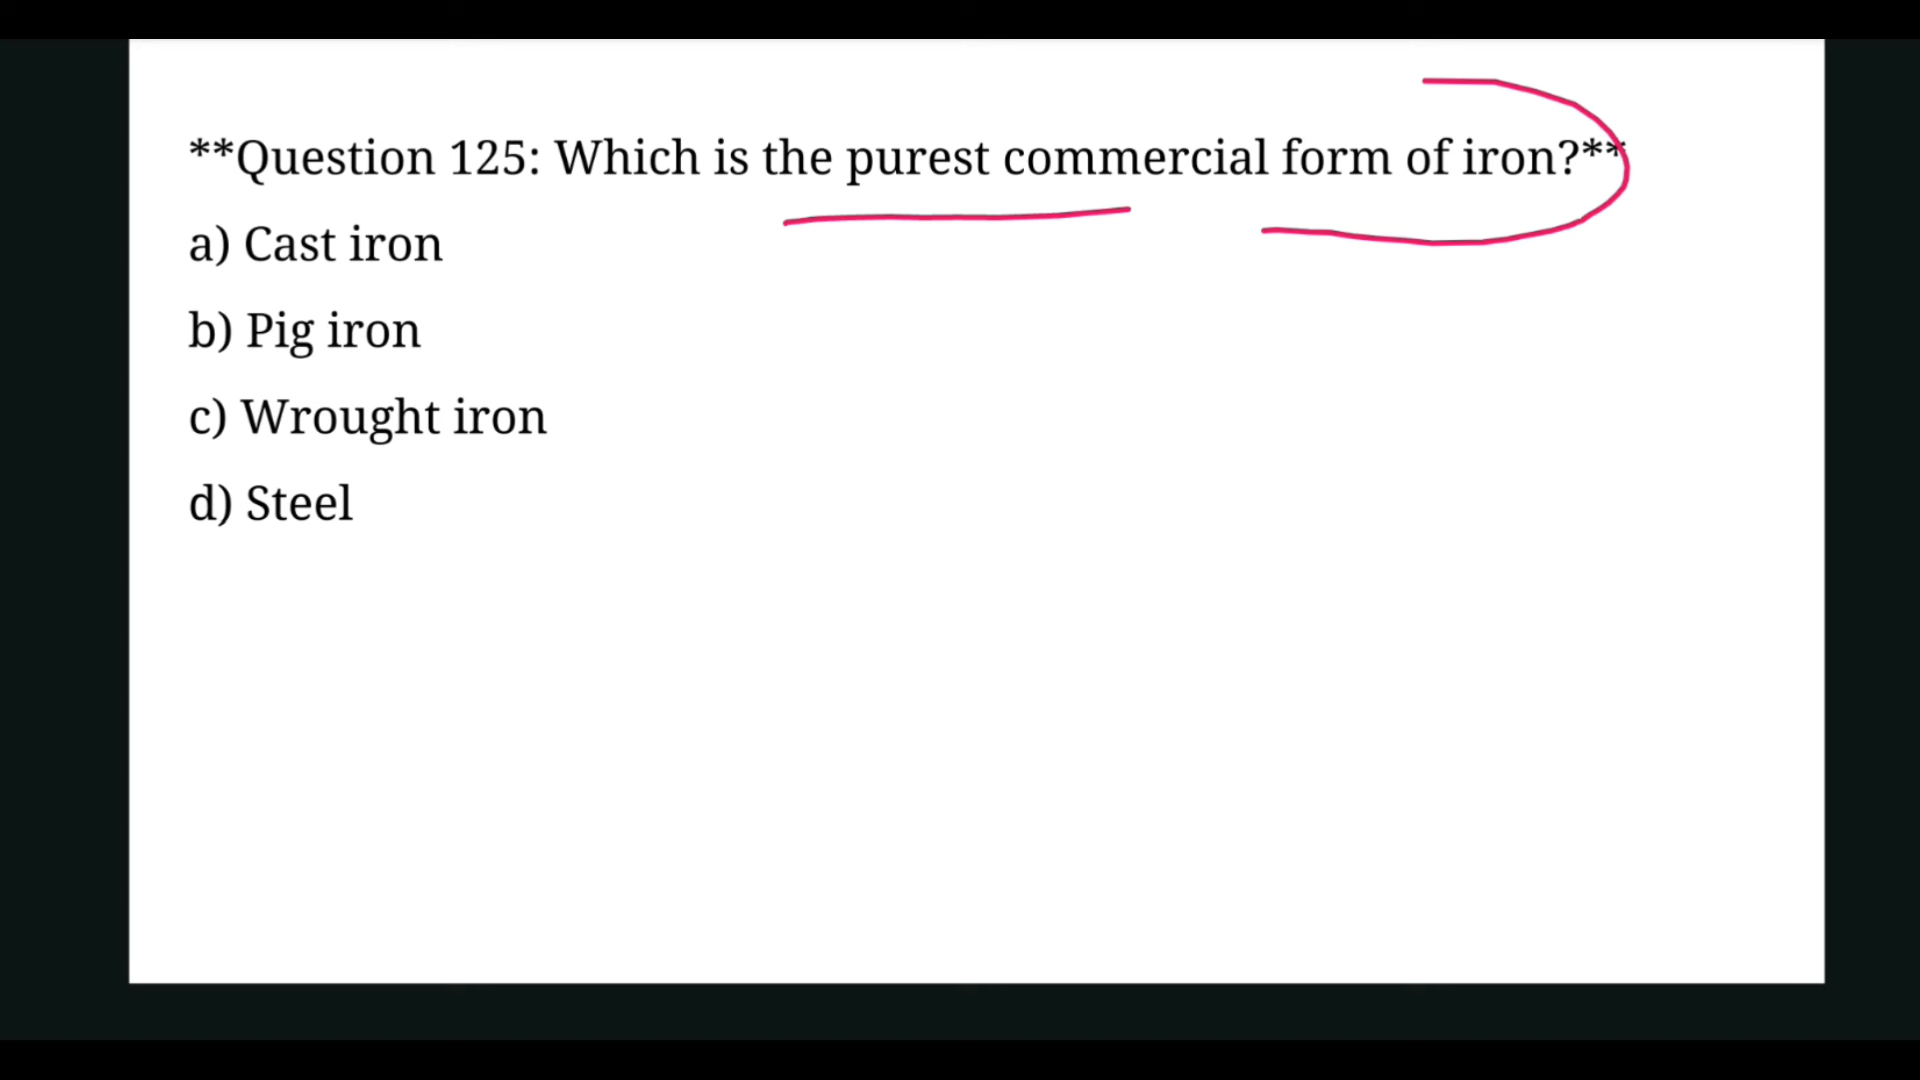 **Question 125: Which is the purest commercial form of iron?**
a) Cast iron
b) Pig iron
c) Wrought iron
d) Steel